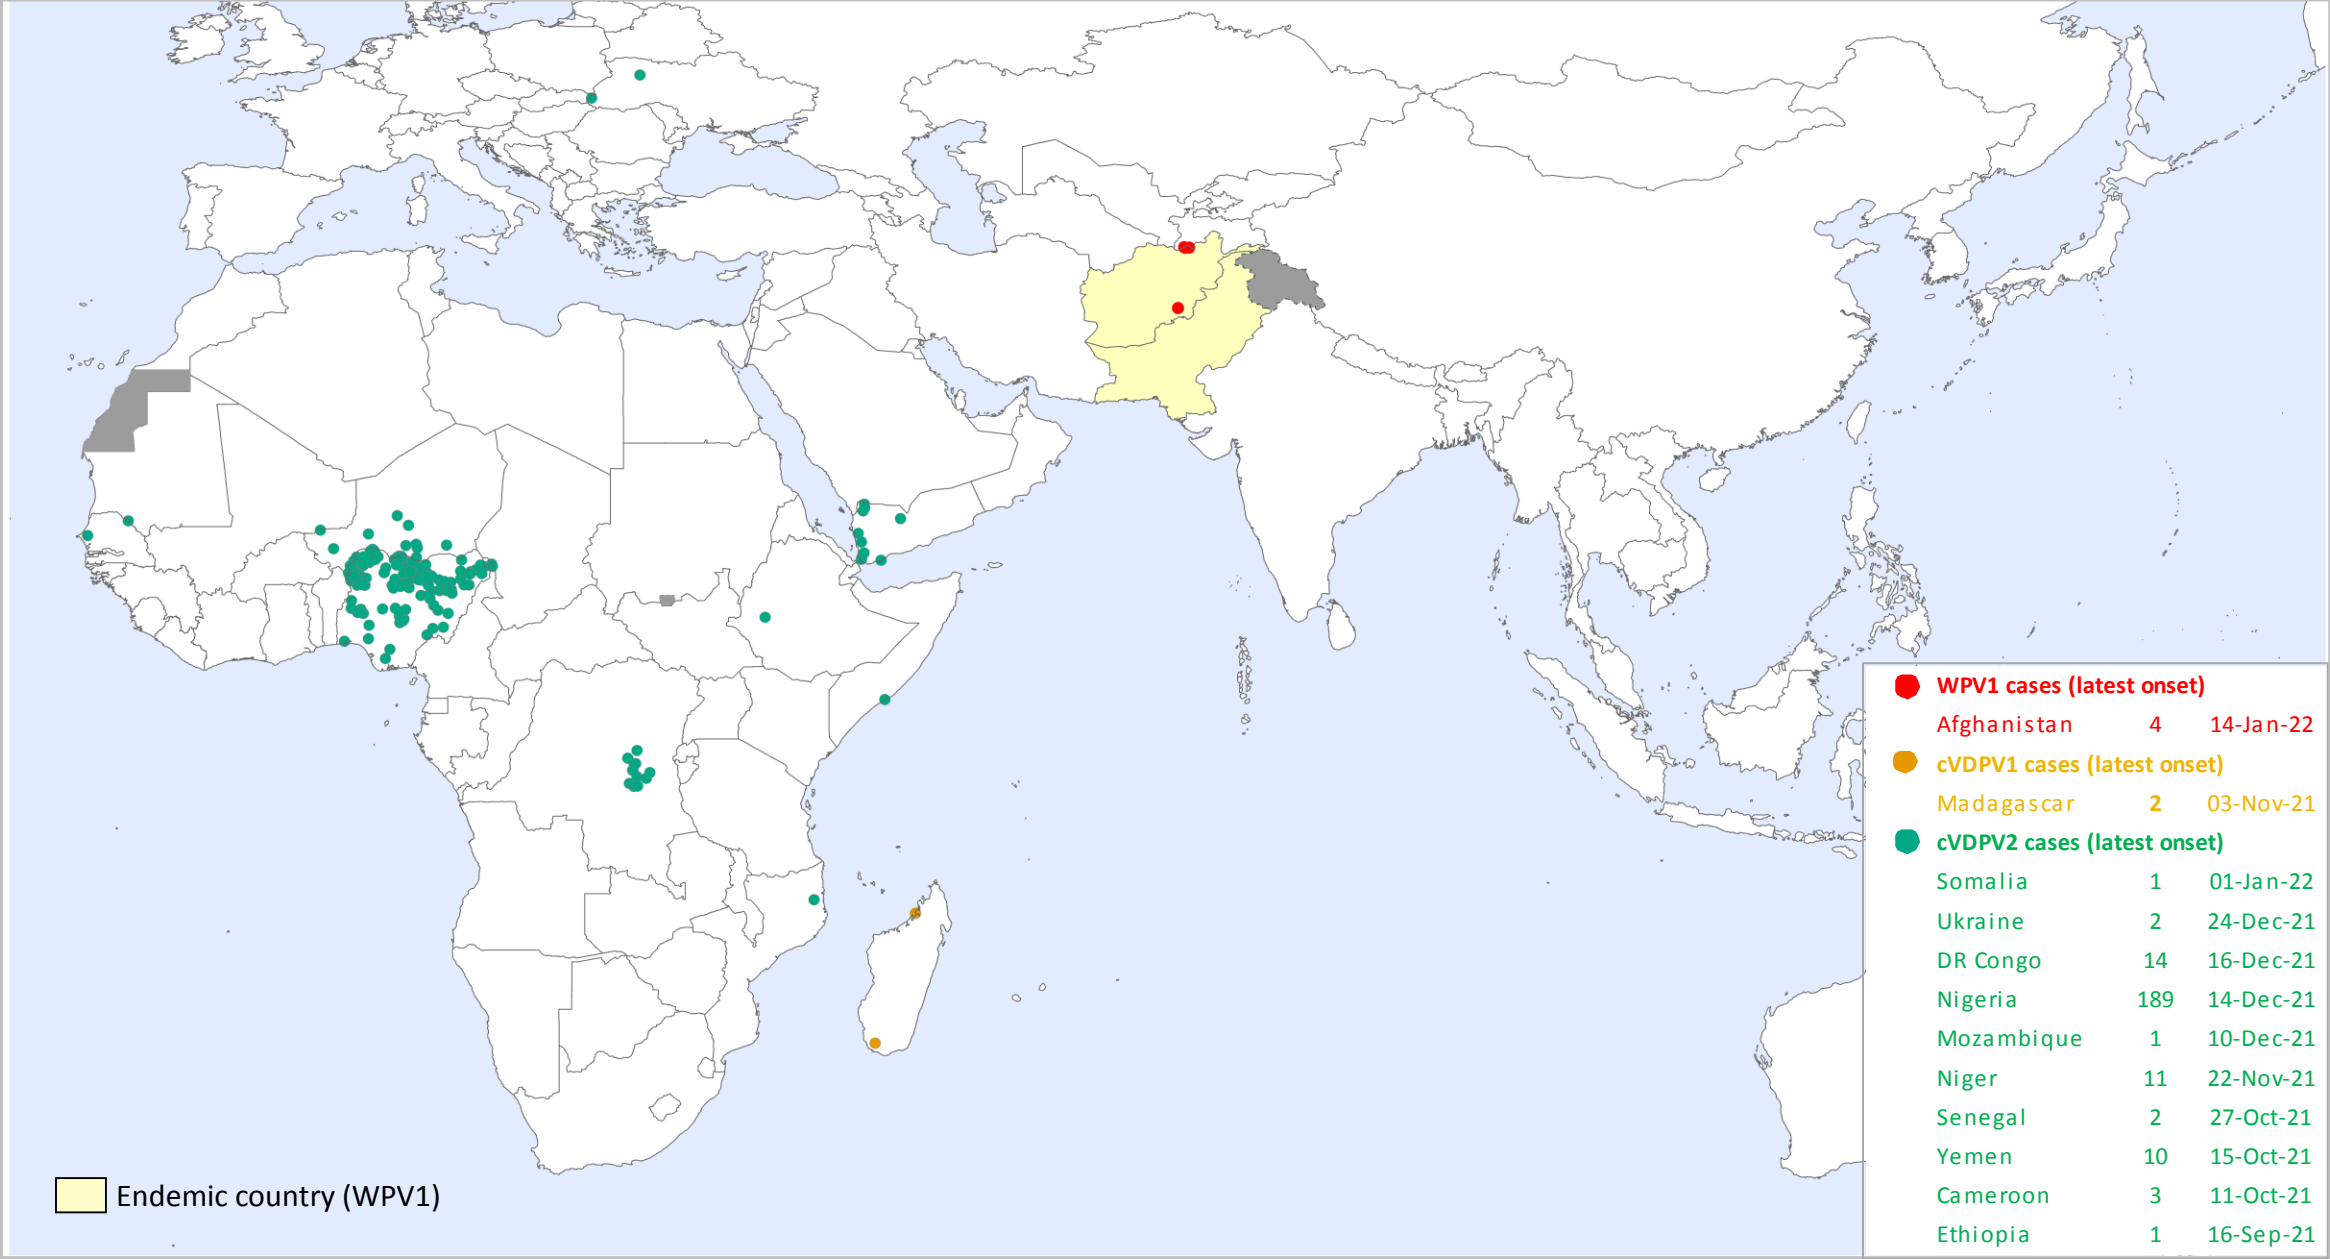 WPV1 cases (latest onset)
Afghanistan 4 14-Jan-22
cVDPV1 cases (latest onset)
Madagascar 2 03-Nov-21
cVDPV2 cases (latest onset)
Somalia 1 01-Jan-22
Ukraine 2 24-Dec-21
DR Congo 14 16-Dec-21
Nigeria 189 14-Dec-21
Mozambique 1 10-Dec-21
Niger 11 22-Nov-21
Senegal 2 27-Oct-21
Yemen 10 15-Oct-21
Cameroon 3 11-Oct-21
Ethiopia 1 16-Sep-21
Endemic country (WPV1)